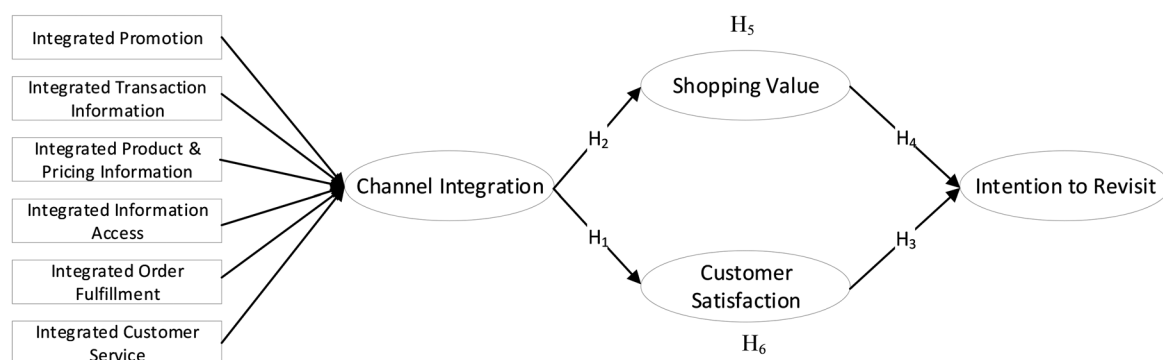 Integrated Promotion
Integrated Transaction
Information
Integrated Product &
Pricing Information
Integrated Information
Access
Integrated Order
Fulfillment
Integrated Customer
Service
Channel Integration
H₅
Shopping Value
H₂
H₁
Customer
Satisfaction
H₆
H₄
H₃
Intention to Revisit